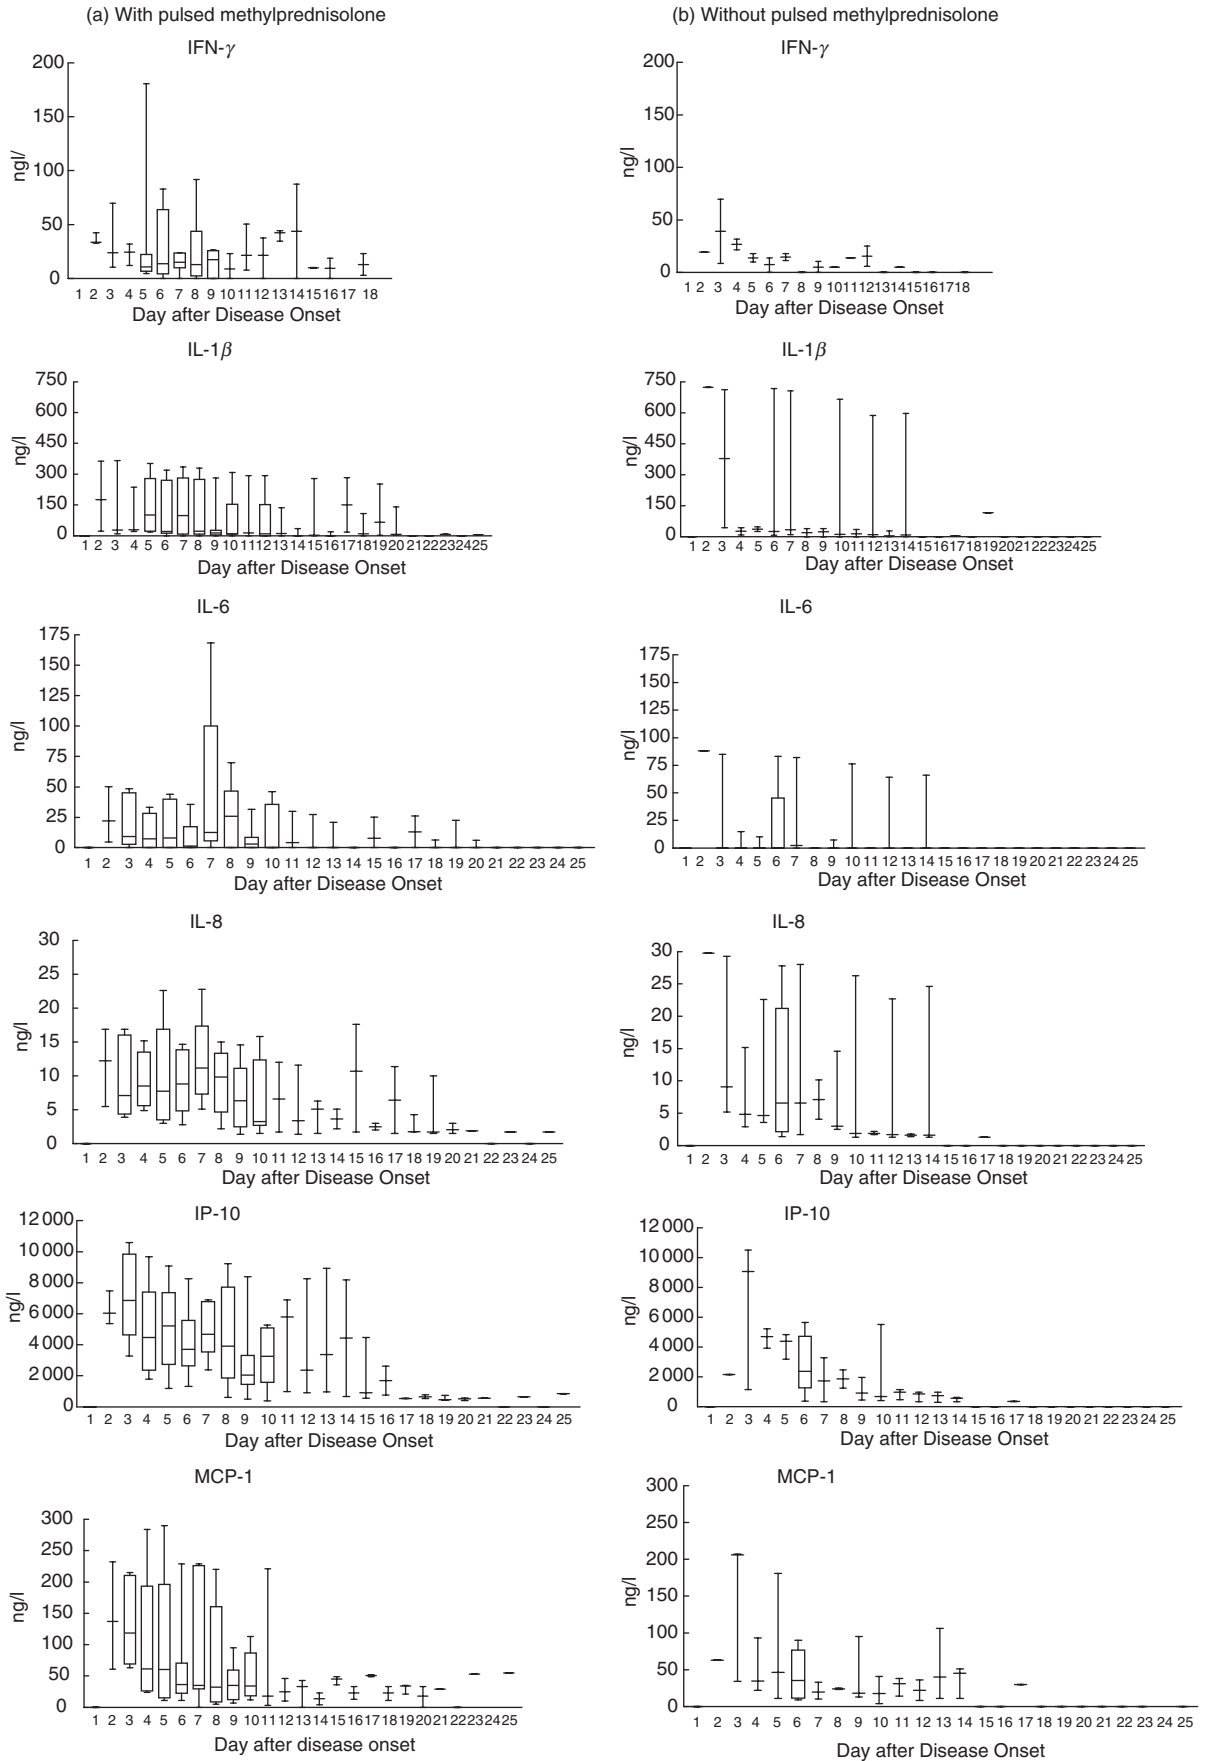 (a) With pulsed methylprednisolone
IFN-γ
200
150
100
50
0
ngl/
1 2 3 4 5 6 7 8 9 10 11 12 13 14 15 16 17 18
Day after Disease Onset
IL-1β
750
600
450
300
150
0
ng/l
1 2 3 4 5 6 7 8 9 10 11 12 13 14 15 16 17 18 19 20 21 22 23 24 25
Day after Disease Onset
IL-6
175
150
125
100
75
50
25
0
ng/l
1 2 3 4 5 6 7 8 9 10 11 12 13 14 15 16 17 18 19 20 21 22 23 24 25
Day after Disease Onset
IL-8
30
25
20
15
10
5
0
ng/l
1 2 3 4 5 6 7 8 9 10 11 12 13 14 15 16 17 18 19 20 21 22 23 24 25
Day after Disease Onset
IP-10
12 000
10 000
8 000
6 000
4 000
2 000
0
ng/l
1 2 3 4 5 6 7 8 9 10 11 12 13 14 15 16 17 18 19 20 21 22 23 24 25
Day after Disease Onset
MCP-1
300
250
200
150
100
50
0
ng/l
1 2 3 4 5 6 7 8 9 10 11 12 13 14 15 16 17 18 19 20 21 22 23 24 25
Day after disease onset
(b) Without pulsed methylprednisolone
IFN-γ
200
150
100
50
0
ng/l
1 2 3 4 5 6 7 8 9 10 11 12 13 14 15 16 17 18
Day after Disease Onset
IL-1β
750
600
450
300
150
0
ng/l
1 2 3 4 5 6 7 8 9 10 11 12 13 14 15 16 17 18 19 20 21 22 23 24 25
Day after Disease Onset
IL-6
175
150
125
100
75
50
25
0
ng/l
1 2 3 4 5 6 7 8 9 10 11 12 13 14 15 16 17 18 19 20 21 22 23 24 25
Day after Disease Onset
IL-8
30
25
20
15
10
5
0
ng/l
1 2 3 4 5 6 7 8 9 10 11 12 13 14 15 16 17 18 19 20 21 22 23 24 25
Day after Disease Onset
IP-10
12 000
10 000
8 000
6 000
4 000
2 000
0
ng/l
1 2 3 4 5 6 7 8 9 10 11 12 13 14 15 16 17 18 19 20 21 22 23 24 25
Day after Disease Onset
MCP-1
300
250
200
150
100
50
0
ng/l
1 2 3 4 5 6 7 8 9 10 11 12 13 14 15 16 17 18 19 20 21 22 23 24 25
Day after Disease Onset